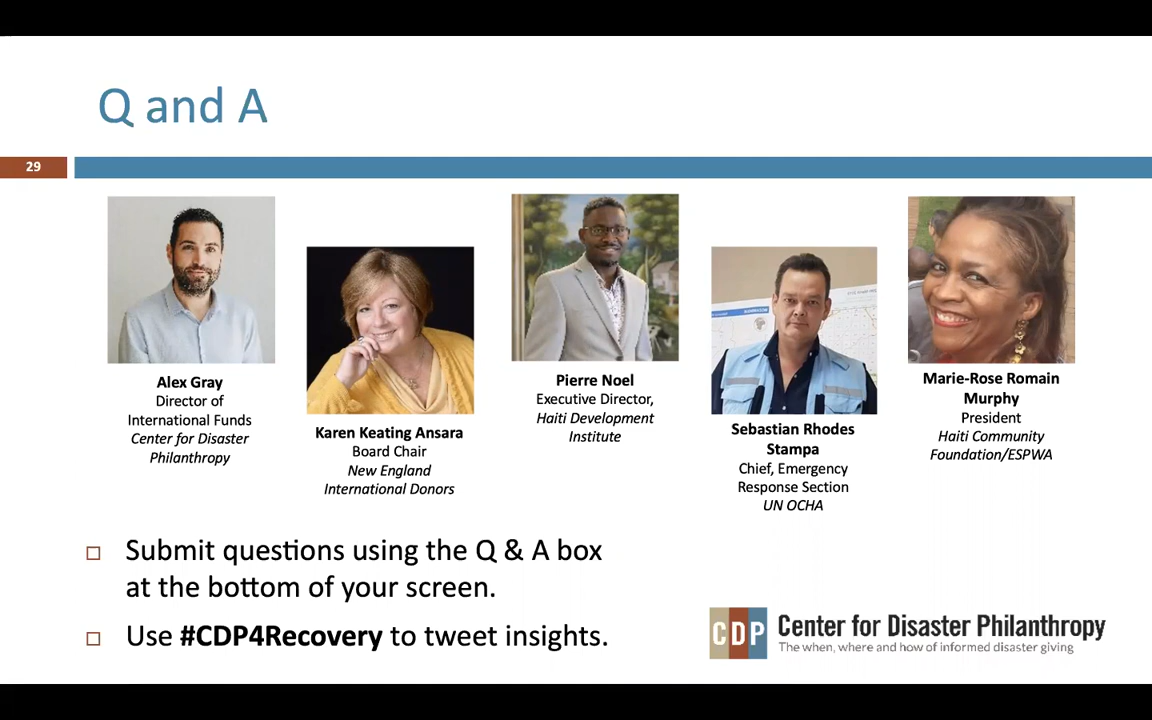 Q and A
29
Alex Gray
Director of
International Funds
Center for Disaster
Philanthropy
Karen Keating Ansara
Board Chair
New England
International Donors
Pierre Noel
Executive Director,
Haiti Development
Institute
Sebastian Rhodes
Stampa
Chief, Emergency
Response Section
UN OCHA
Marie-Rose Romain
Murphy
President
Haiti Community
Foundation/ESPWA
Submit questions using the Q & A box
at the bottom of your screen.
Use #CDP4Recovery to tweet insights.
CDP
Center for Disaster Philanthropy
The when, where and how of informed disaster giving